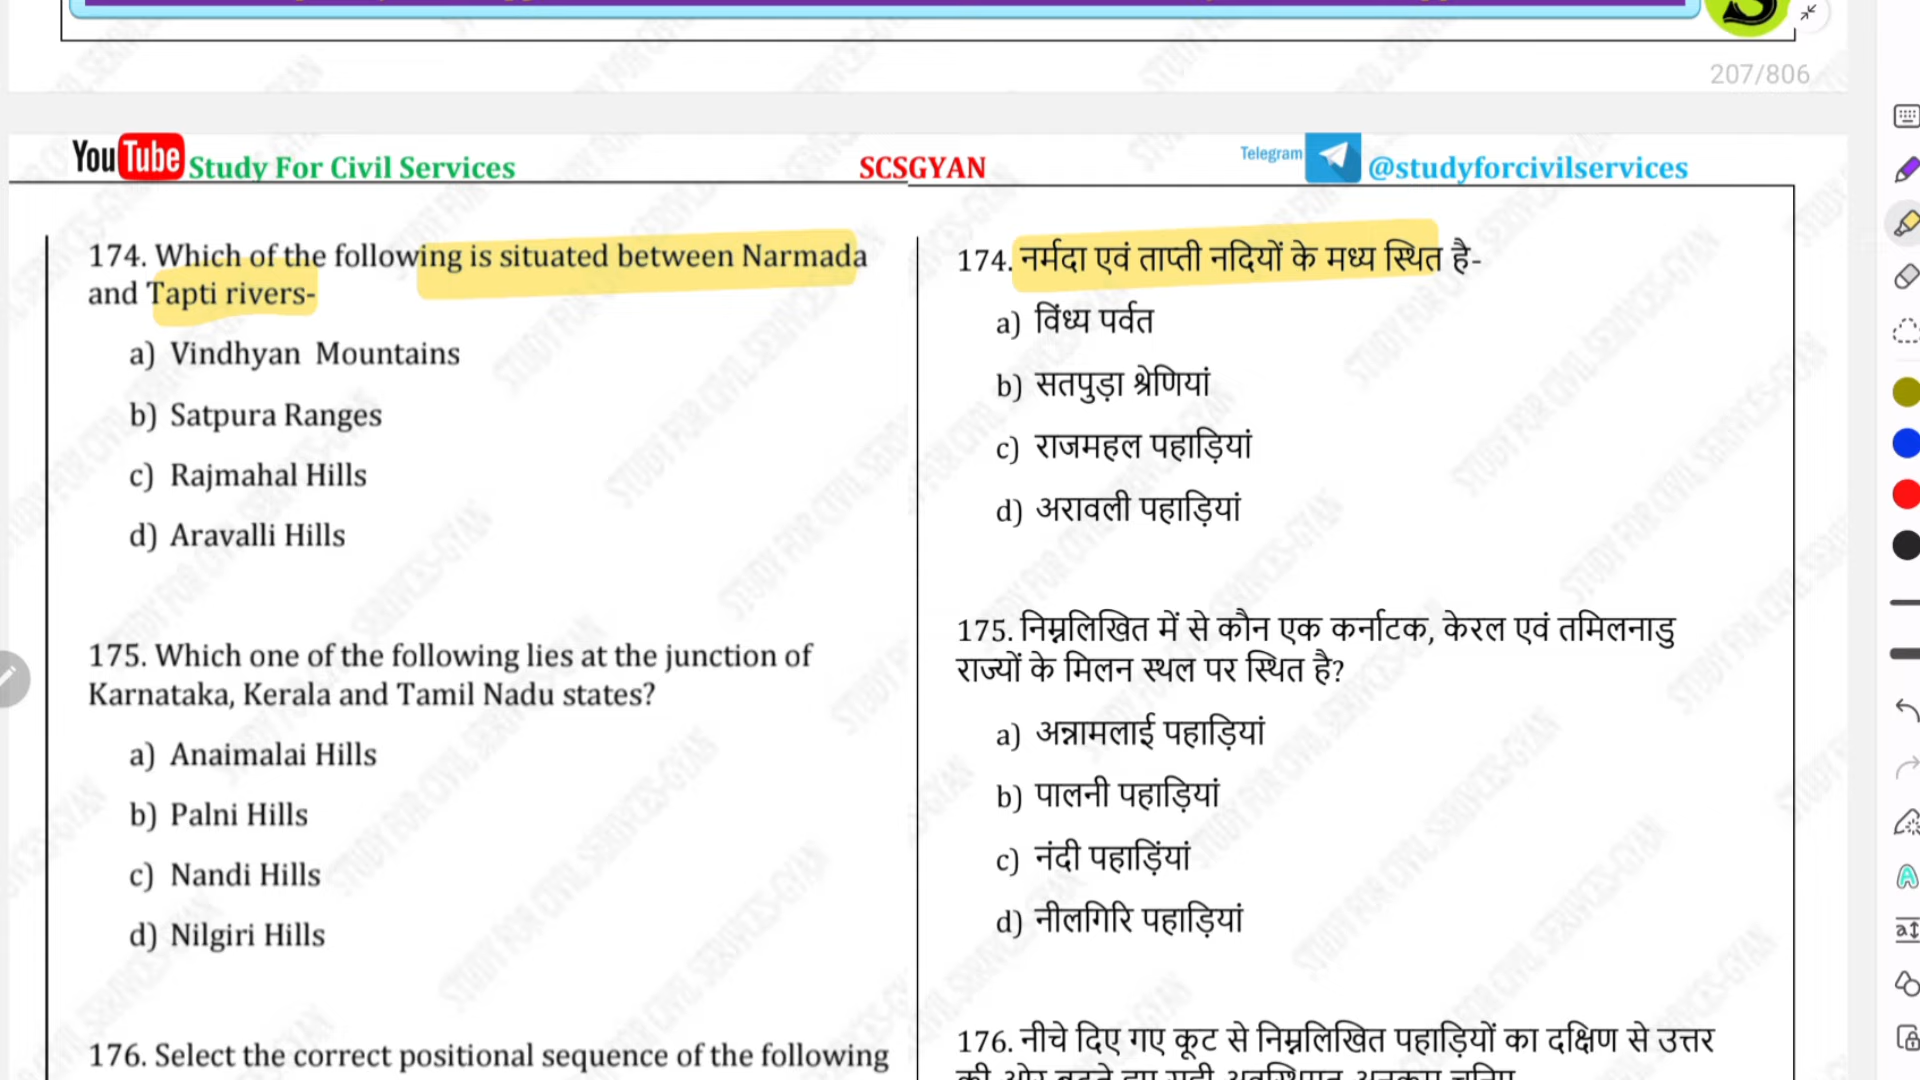 207/806
YouTube Study For Civil Services
SCSGYAN
Telegram @studyforcivilservices
174. Which of the following is situated between Narmada
and Tapti rivers-
a) Vindhyan Mountains
b) Satpura Ranges
c) Rajmahal Hills
d) Aravalli Hills
175. Which one of the following lies at the junction of
Karnataka, Kerala and Tamil Nadu states?
a) Anaimalai Hills
b) Palni Hills
c) Nandi Hills
d) Nilgiri Hills
176. Select the correct positional sequence of the following
174. नर्मदा एवं ताप्ती नदियों के मध्य स्थित है-
a) विंध्य पर्वत
b) सतपुड़ा श्रेणियां
c) राजमहल पहाड़ियां
d) अरावली पहाड़ियां
175. निम्नलिखित में से कौन एक कर्नाटक, केरल एवं तमिलनाडु
राज्यों के मिलन स्थल पर स्थित है?
a) अन्नामलाई पहाड़ियां
b) पालनी पहाड़ियां
c) नंदी पहाड़िंयां
d) नीलगिरि पहाड़ियां
176. नीचे दिए गए कूट से निम्नलिखित पहाड़ियों का दक्षिण से उत्तर